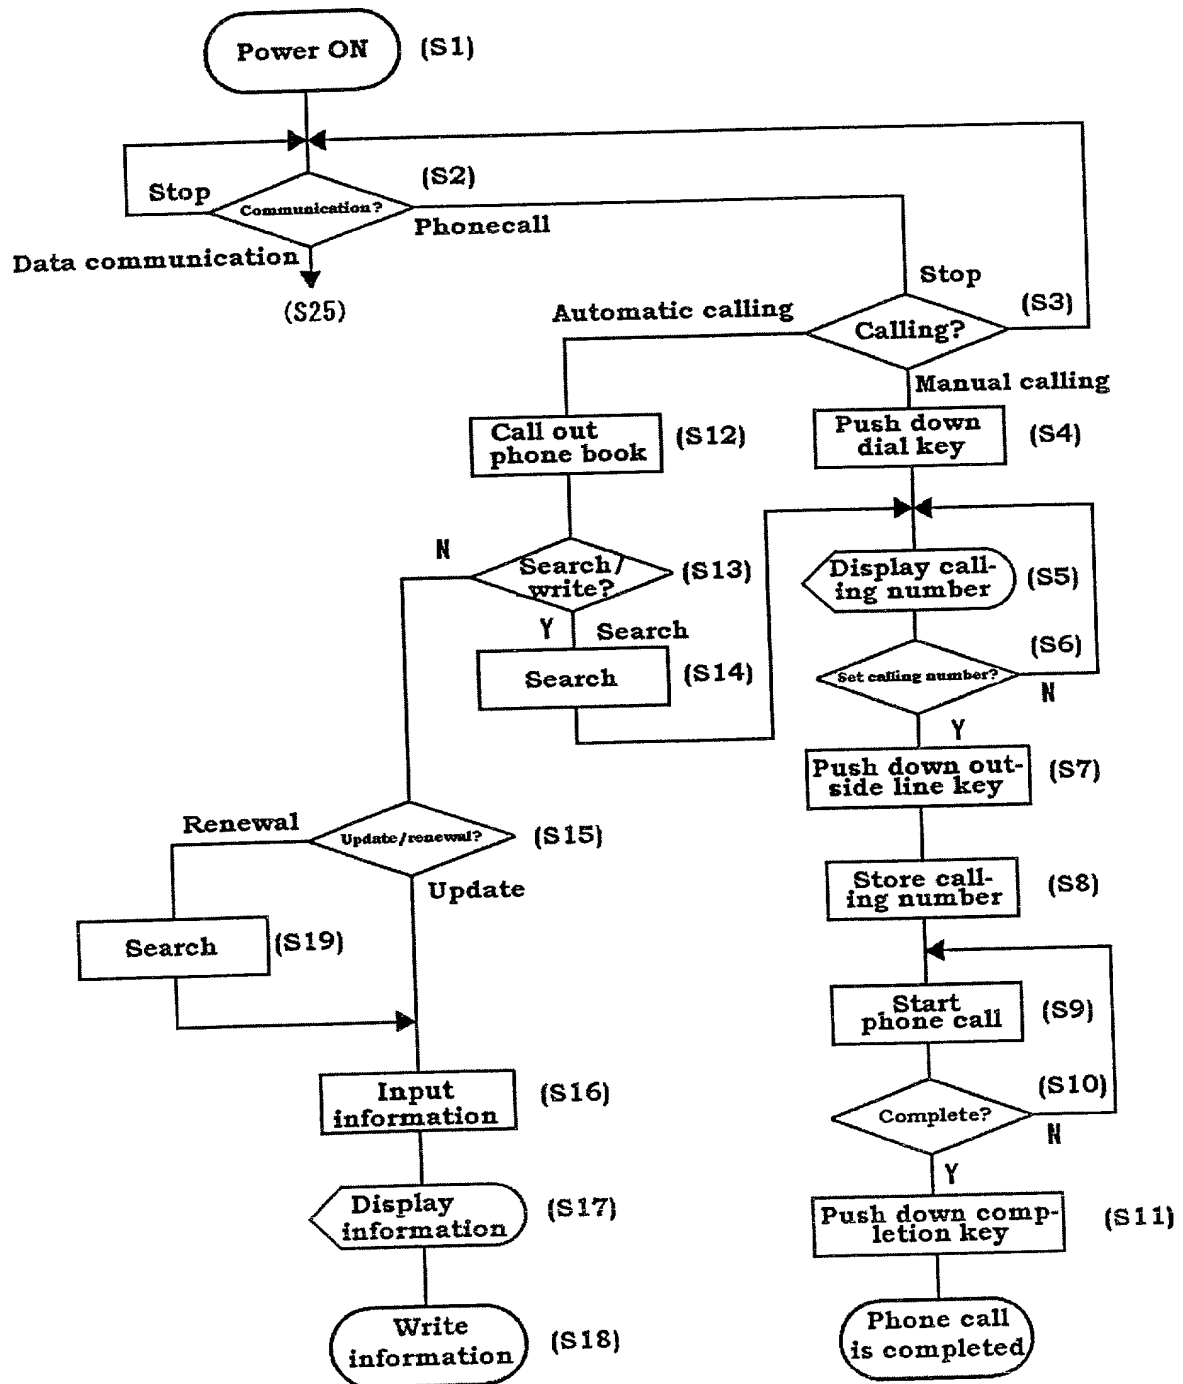 Power ON
(S1)
(S2)
Stop
Communication?
Phonecall
Data communication
(S25)
Stop
(S3)
Automatic calling
Calling?
Manual calling
Call out
phone book
(S12)
Push down
dial key
(S4)
N
Search/
write?
(S13)
Y
Search
Search
(S14)
Display call-
ing number
(S5)
(S6)
Set calling number?
N
Y
Push down out-
side line key
(S7)
Renewal
Update/renewal?
(S15)
Update
Store call-
ing number
(S8)
Search
(S19)
Start
phone call
(S9)
Input
information
(S16)
(S10)
Complete?
N
Y
Display
information
(S17)
Push down comp-
letion key
(S11)
Write
information
(S18)
Phone call
is completed